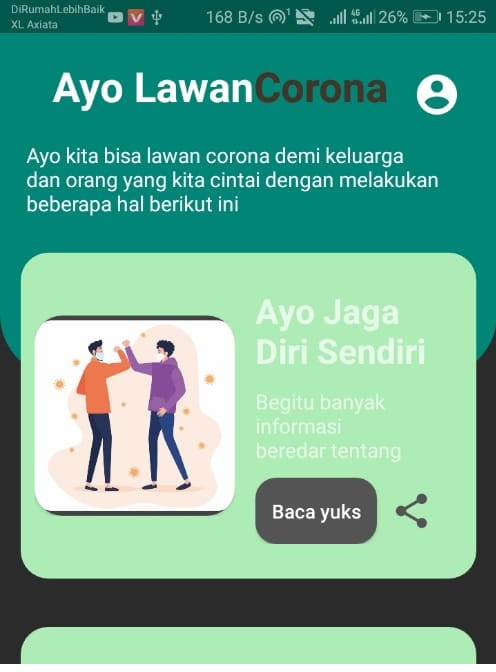 DiRumahLebihBaik
XL Axiata
168 B/s
1
4G
26%
15:25
Ayo LawanCorona
Ayo kita bisa lawan corona demi keluarga
dan orang yang kita cintai dengan melakukan
beberapa hal berikut ini
Ayo Jaga
Diri Sendiri
Begitu banyak
informasi
beredar tentang
Baca yuks